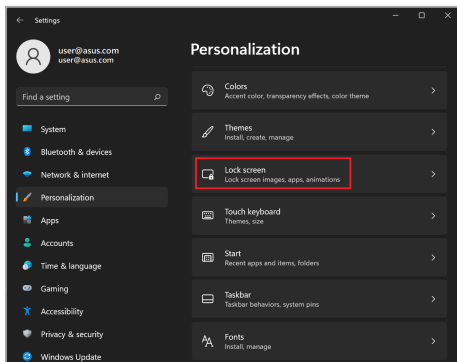 Settings
user@asus.com
user@asus.com
Find a setting
System
Bluetooth & devices
Network & internet
Personalization
Apps
Accounts
Time & language
Gaming
Accessibility
Privacy & security
Windows Update
Personalization
Colors
Accent color, transparency effects, color theme
Themes
Install, create, manage
Lock screen
Lock screen images, apps, animations
Touch keyboard
Themes, size
Start
Recent apps and items, folders
Taskbar
Taskbar behaviors, system pins
Fonts
Install, manage